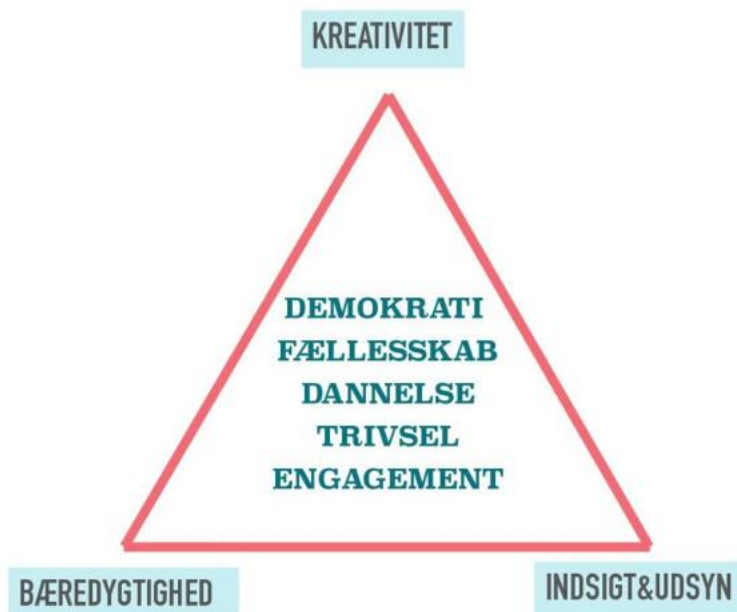 KREATIVITET
DEMOKRATI
FÆLLESSKAB
DANNELSE
TRIVSEL
ENGAGEMENT
BÆREDYGTIGHED
INDSIGT&UDSYN